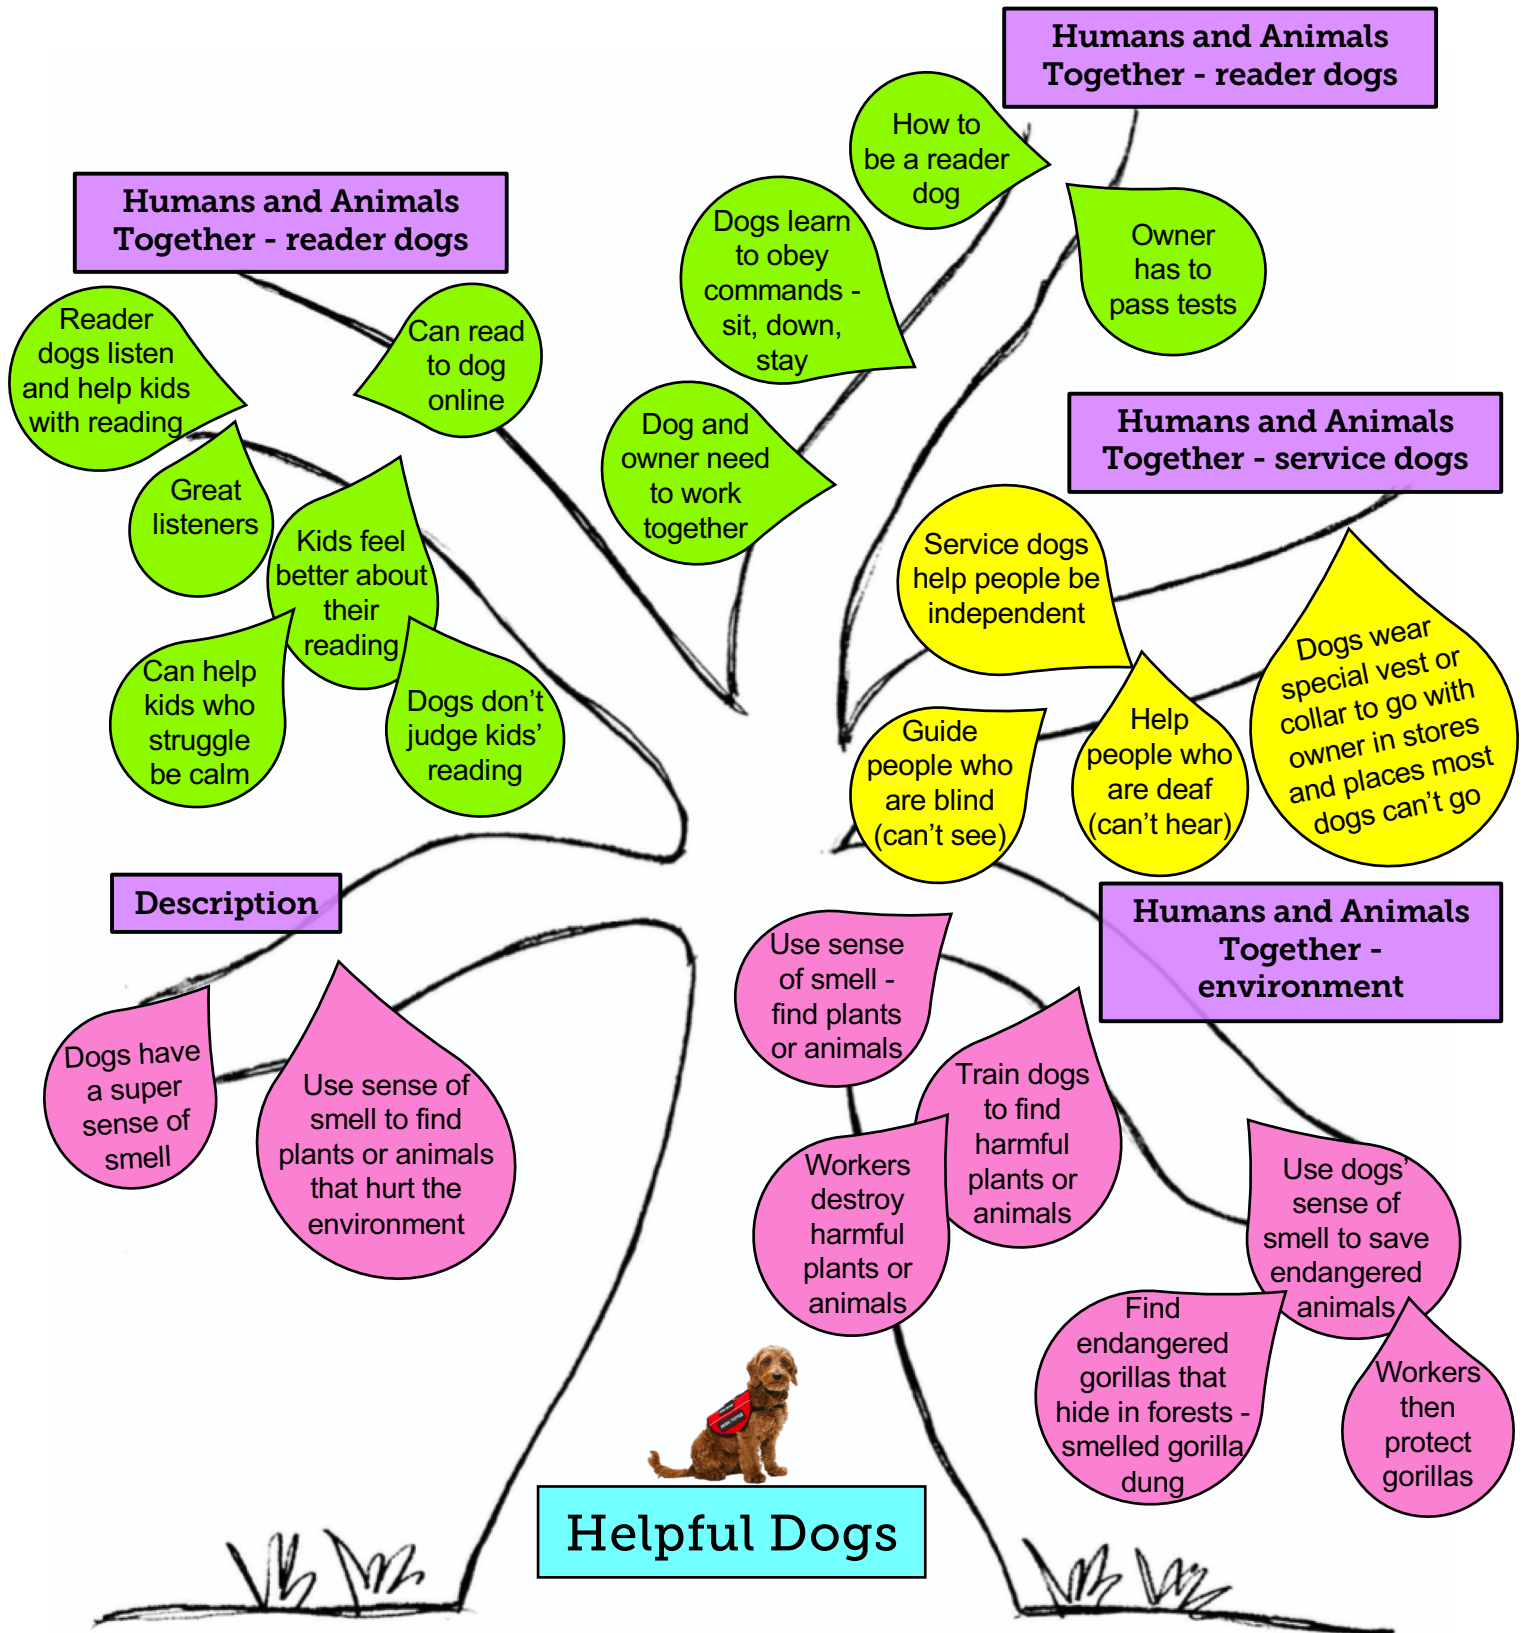 Humans and Animals
Together - reader dogs
How to
be a reader
dog
Owner
has to
pass tests
Dogs learn
to obey
commands -
sit, down,
stay
Dog and
owner need
to work
together
Humans and Animals
Together - reader dogs
Reader
dogs listen
and help kids
with reading
Can read
to dog
online
Great
listeners
Kids feel
better about
their
reading
Can help
kids who
struggle
be calm
Dogs don't
judge kids'
reading
Humans and Animals
Together - service dogs
Service dogs
help people be
independent
Guide
people who
are blind
(can't see)
Help
people who
are deaf
(can't hear)
Dogs wear
special vest or
collar to go with
owner in stores
and places most
dogs can't go
Description
Dogs have
a super
sense of
smell
Use sense of
smell to find
plants or animals
that hurt the
environment
Humans and Animals
Together -
environment
Use sense
of smell -
find plants
or animals
Train dogs
to find
harmful
plants or
animals
Workers
destroy
harmful
plants or
animals
Use dogs'
sense of
smell to save
endangered
animals
Find
endangered
gorillas that
hide in forests -
smelled gorilla
dung
Workers
then
protect
gorillas
Helpful Dogs